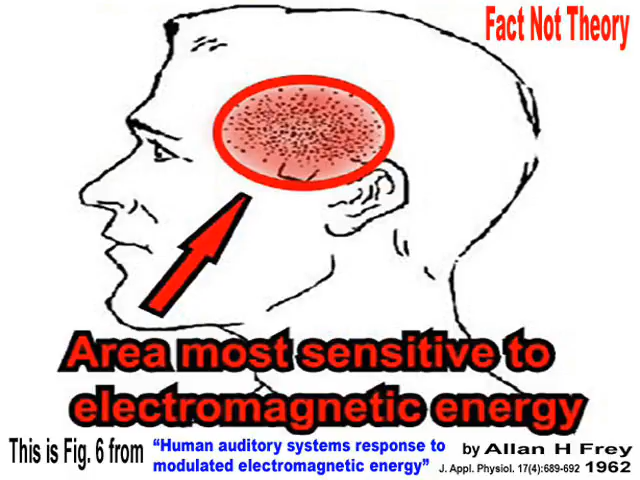 Fact Not Theory
Area most sensitive to
electromagnetic energy
This is Fig. 6 from "Human auditory systems response to by Allan H Frey
modulated electromagnetic energy" J. Appl. Physiol. 17(4):689-692 1962